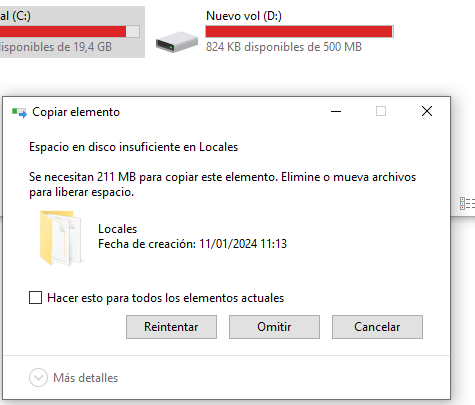 al (C:)
Nuevo vol (D:)
disponibles de 19,4 GB
824 KB disponibles de 500 MB
Copiar elemento
Espacio en disco insuficiente en Locales
Se necesitan 211 MB para copiar este elemento. Elimine o mueva archivos
para liberar espacio.
Locales
Fecha de creación: 11/01/2024 11:13
Hacer esto para todos los elementos actuales
Reintentar
Omitir
Cancelar
Más detalles